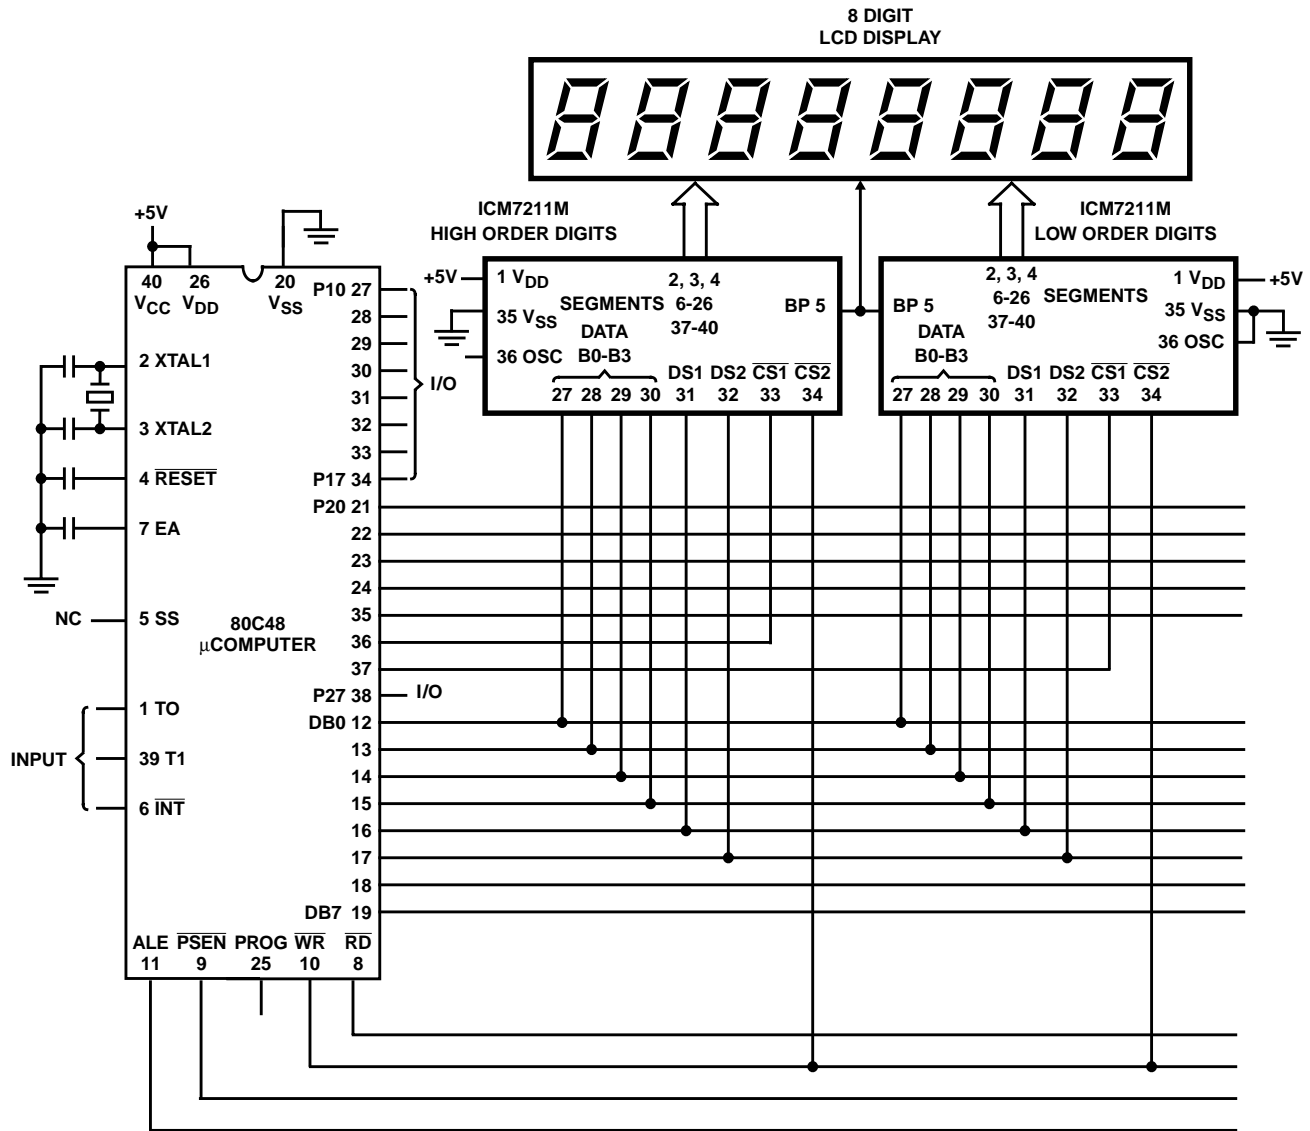 8 DIGIT
LCD DISPLAY
ICM7211M
HIGH ORDER DIGITS
ICM7211M
LOW ORDER DIGITS
+5V
40
VCC
26
VDD
20
VSS
2 XTAL1
3 XTAL2
4 RESET
7 EA
NC
5 SS
80C48
µCOMPUTER
INPUT
1 TO
39 T1
6 INT
P10 27
28
29
30
31
32
33
P17 34
I/O
P20 21
22
23
24
35
36
37
P27 38
I/O
DB0 12
13
14
15
16
17
18
DB7 19
ALE PSEN PROG WR RD
11 9 25 10 8
+5V
1 VDD
35 VSS
36 OSC
2, 3, 4
6-26
37-40
SEGMENTS
BP 5
DATA
B0-B3
DS1 DS2 CS1 CS2
27 28 29 30 31 32 33 34
BP 5
2, 3, 4
6-26
37-40
SEGMENTS
1 VDD
+5V
35 VSS
36 OSC
DATA
B0-B3
DS1 DS2 CS1 CS2
27 28 29 30 31 32 33 34